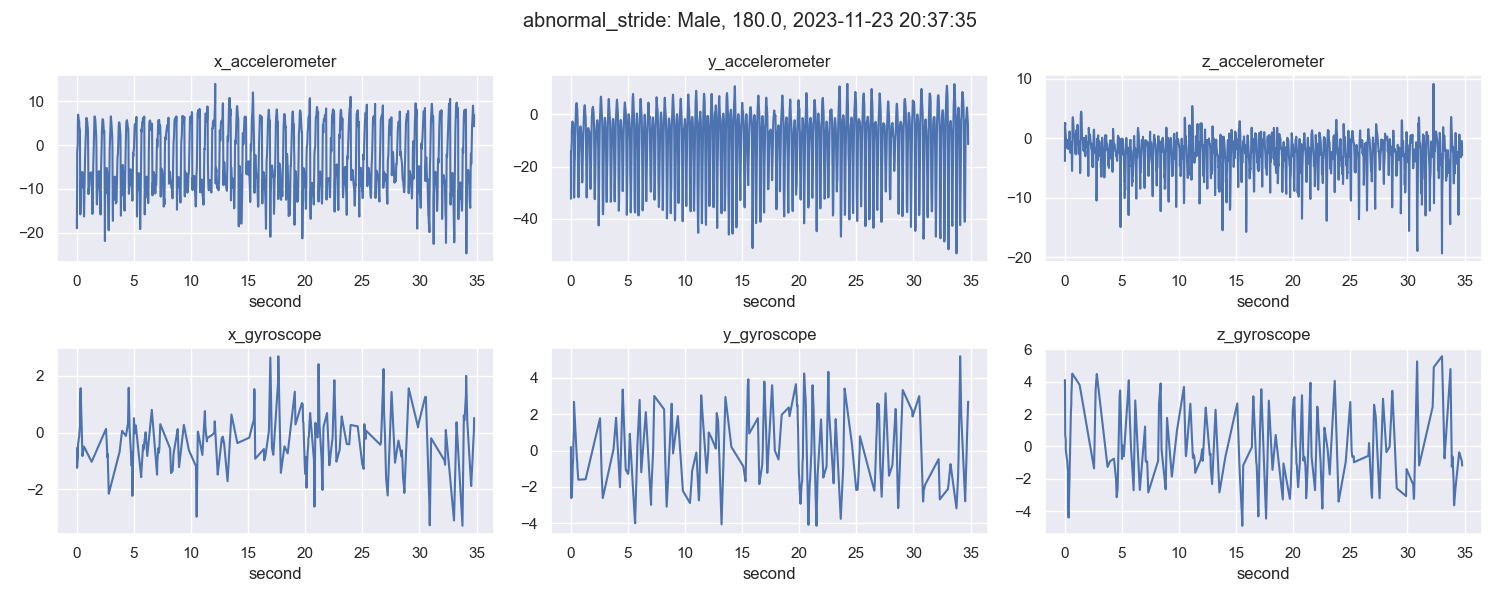 abnormal_stride: Male, 180.0, 2023-11-23 20:37:35
x_accelerometer
10
0
−10
−20
0 5 10 15 20 25 30 35
second
y_accelerometer
0
−20
−40
0 5 10 15 20 25 30 35
second
z_accelerometer
10
0
−10
−20
0 5 10 15 20 25 30 35
second
x_gyroscope
2
0
−2
0 5 10 15 20 25 30 35
second
y_gyroscope
4
2
0
−2
−4
0 5 10 15 20 25 30 35
second
z_gyroscope
6
4
2
0
−2
−4
0 5 10 15 20 25 30 35
second